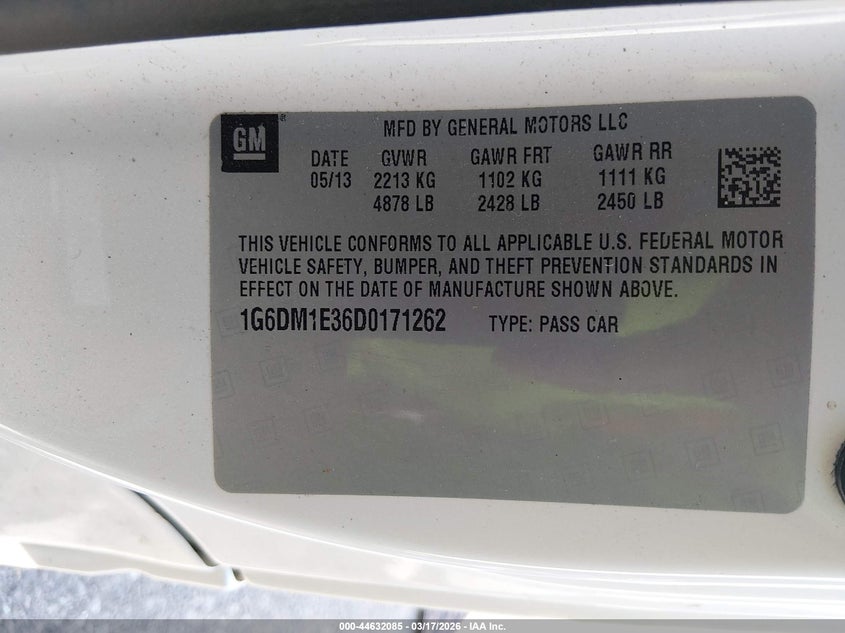 GM
MFD BY GENERAL MOTORS LLC
DATE GVWR GAWR FRT GAWR RR
05/13 2213 KG 1102 KG 1111 KG
4878 LB 2428 LB 2450 LB
THIS VEHICLE CONFORMS TO ALL APPLICABLE U.S. FEDERAL MOTOR
VEHICLE SAFETY, BUMPER, AND THEFT PREVENTION STANDARDS IN
EFFECT ON THE DATE OF MANUFACTURE SHOWN ABOVE.
1G6DM1E36D0171262 TYPE: PASS CAR
000-44632085 - 03/17/2026 - IAA Inc.